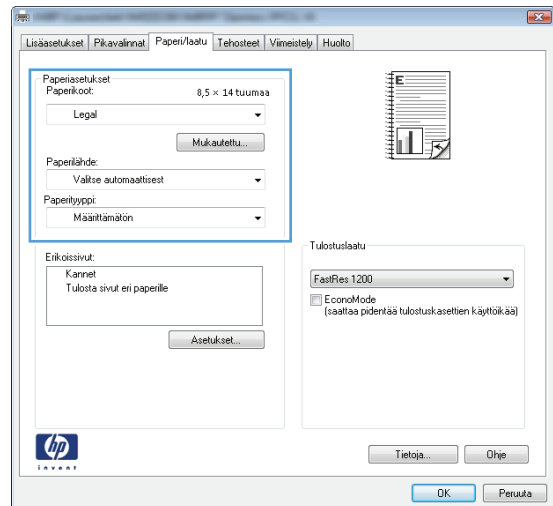 Lisäasetukset Pikavalinnat Paperi/laatu Tehosteet Viimeistely Huolto
Paperiasetukset
Paperikoot:
8,5 × 14 tuumaa
Legal
Mukautettu...
Paperilähde:
Valitse automaattisest
Paperityyppi:
Määrittämätön
Erikoissivut:
Kannet
Tulosta sivut eri paperille
Asetukset...
E
Tulostuslaatu
FastRes 1200
EconoMode
(saattaa pidentää tulostuskasettien käyttöikää)
hp
invent
Tietoja...
Ohje
OK
Peruuta